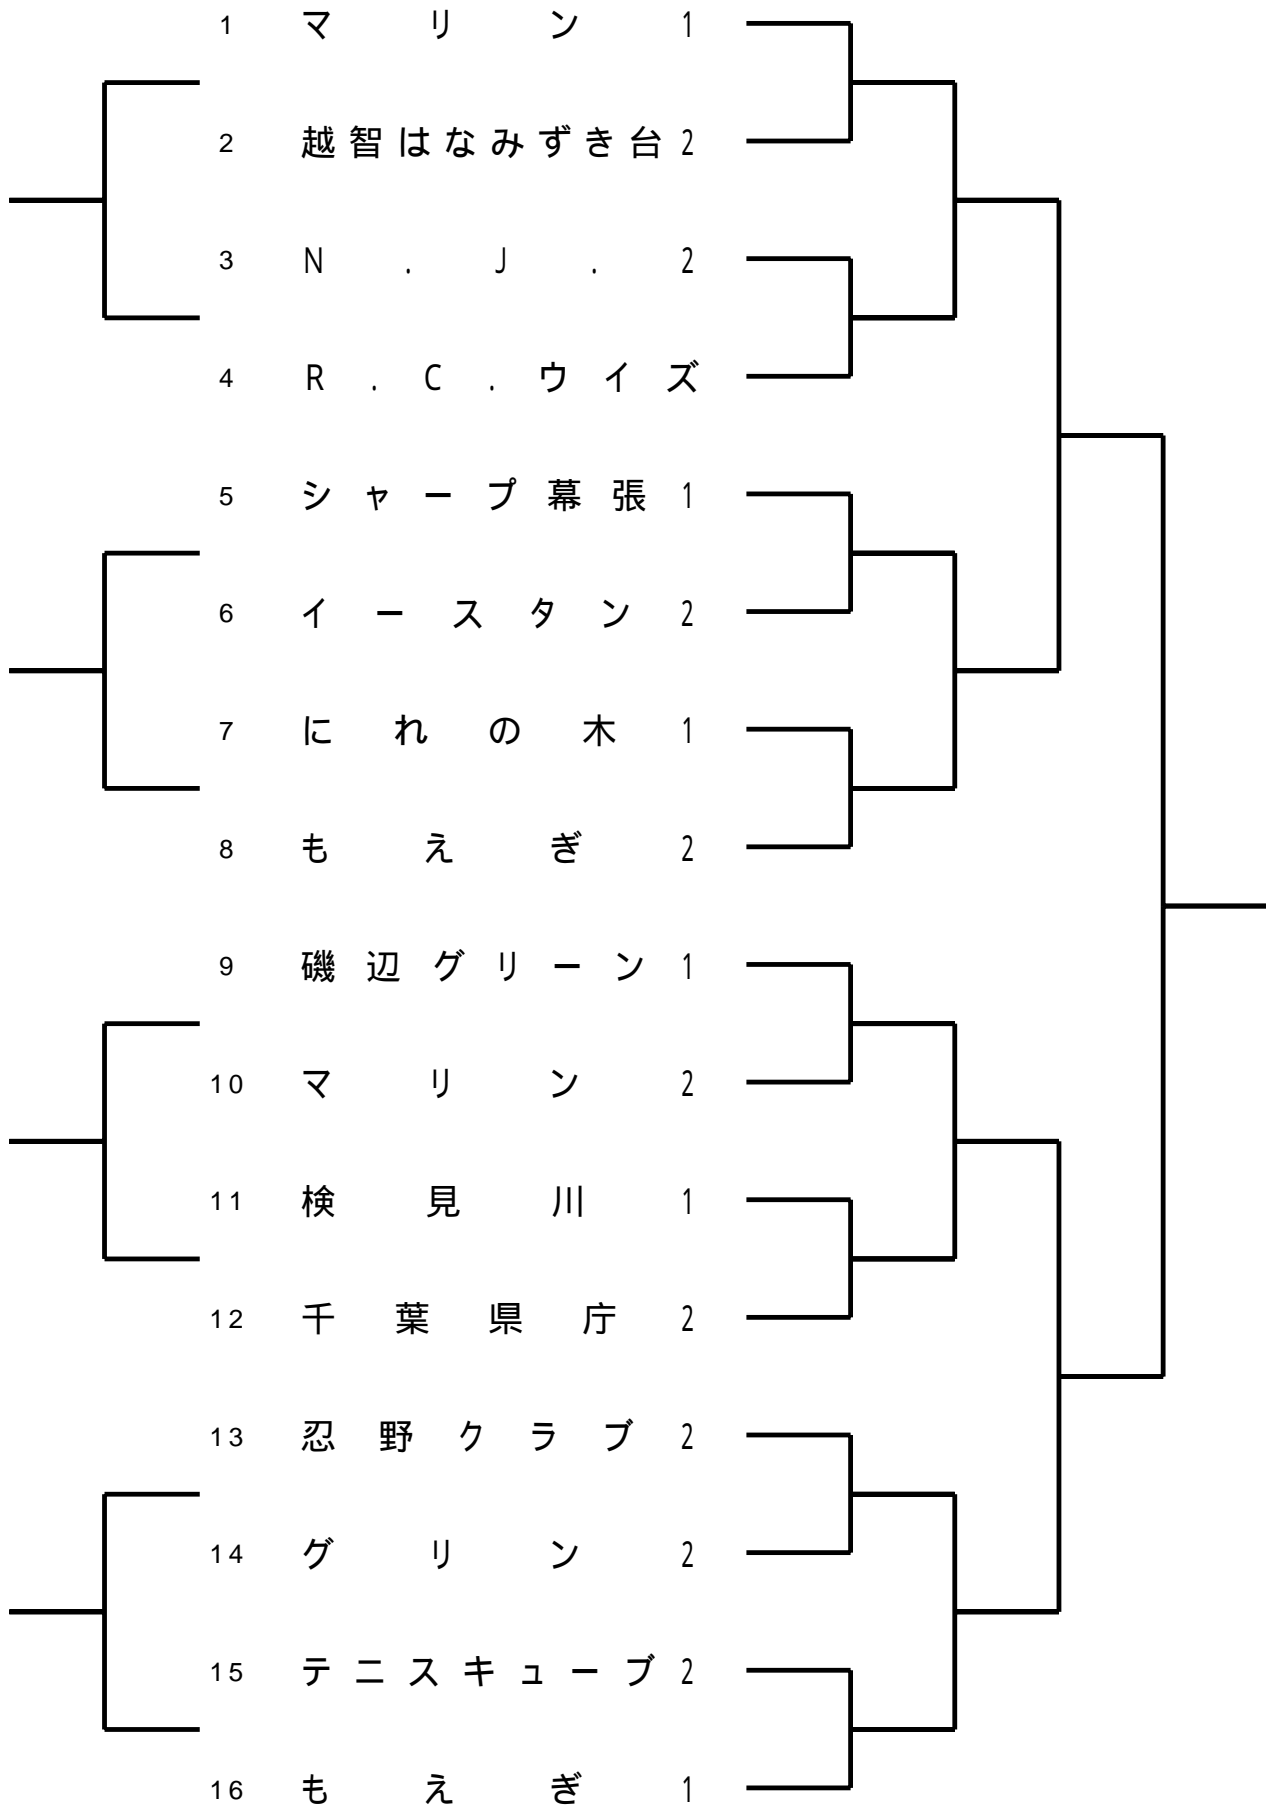 1 マリン 1
2 越智はなみずき台 2
3 N.J. 2
4 R.C.ウイズ
5 シャープ幕張 1
6 イースタン 2
7 にれの木 1
8 もえぎ 2
9 磯辺グリーン 1
10 マリン 2
11 検見川 1
12 千葉県庁 2
13 忍野クラブ 2
14 グリン 2
15 テニスキューブ 2
16 もえぎ 1